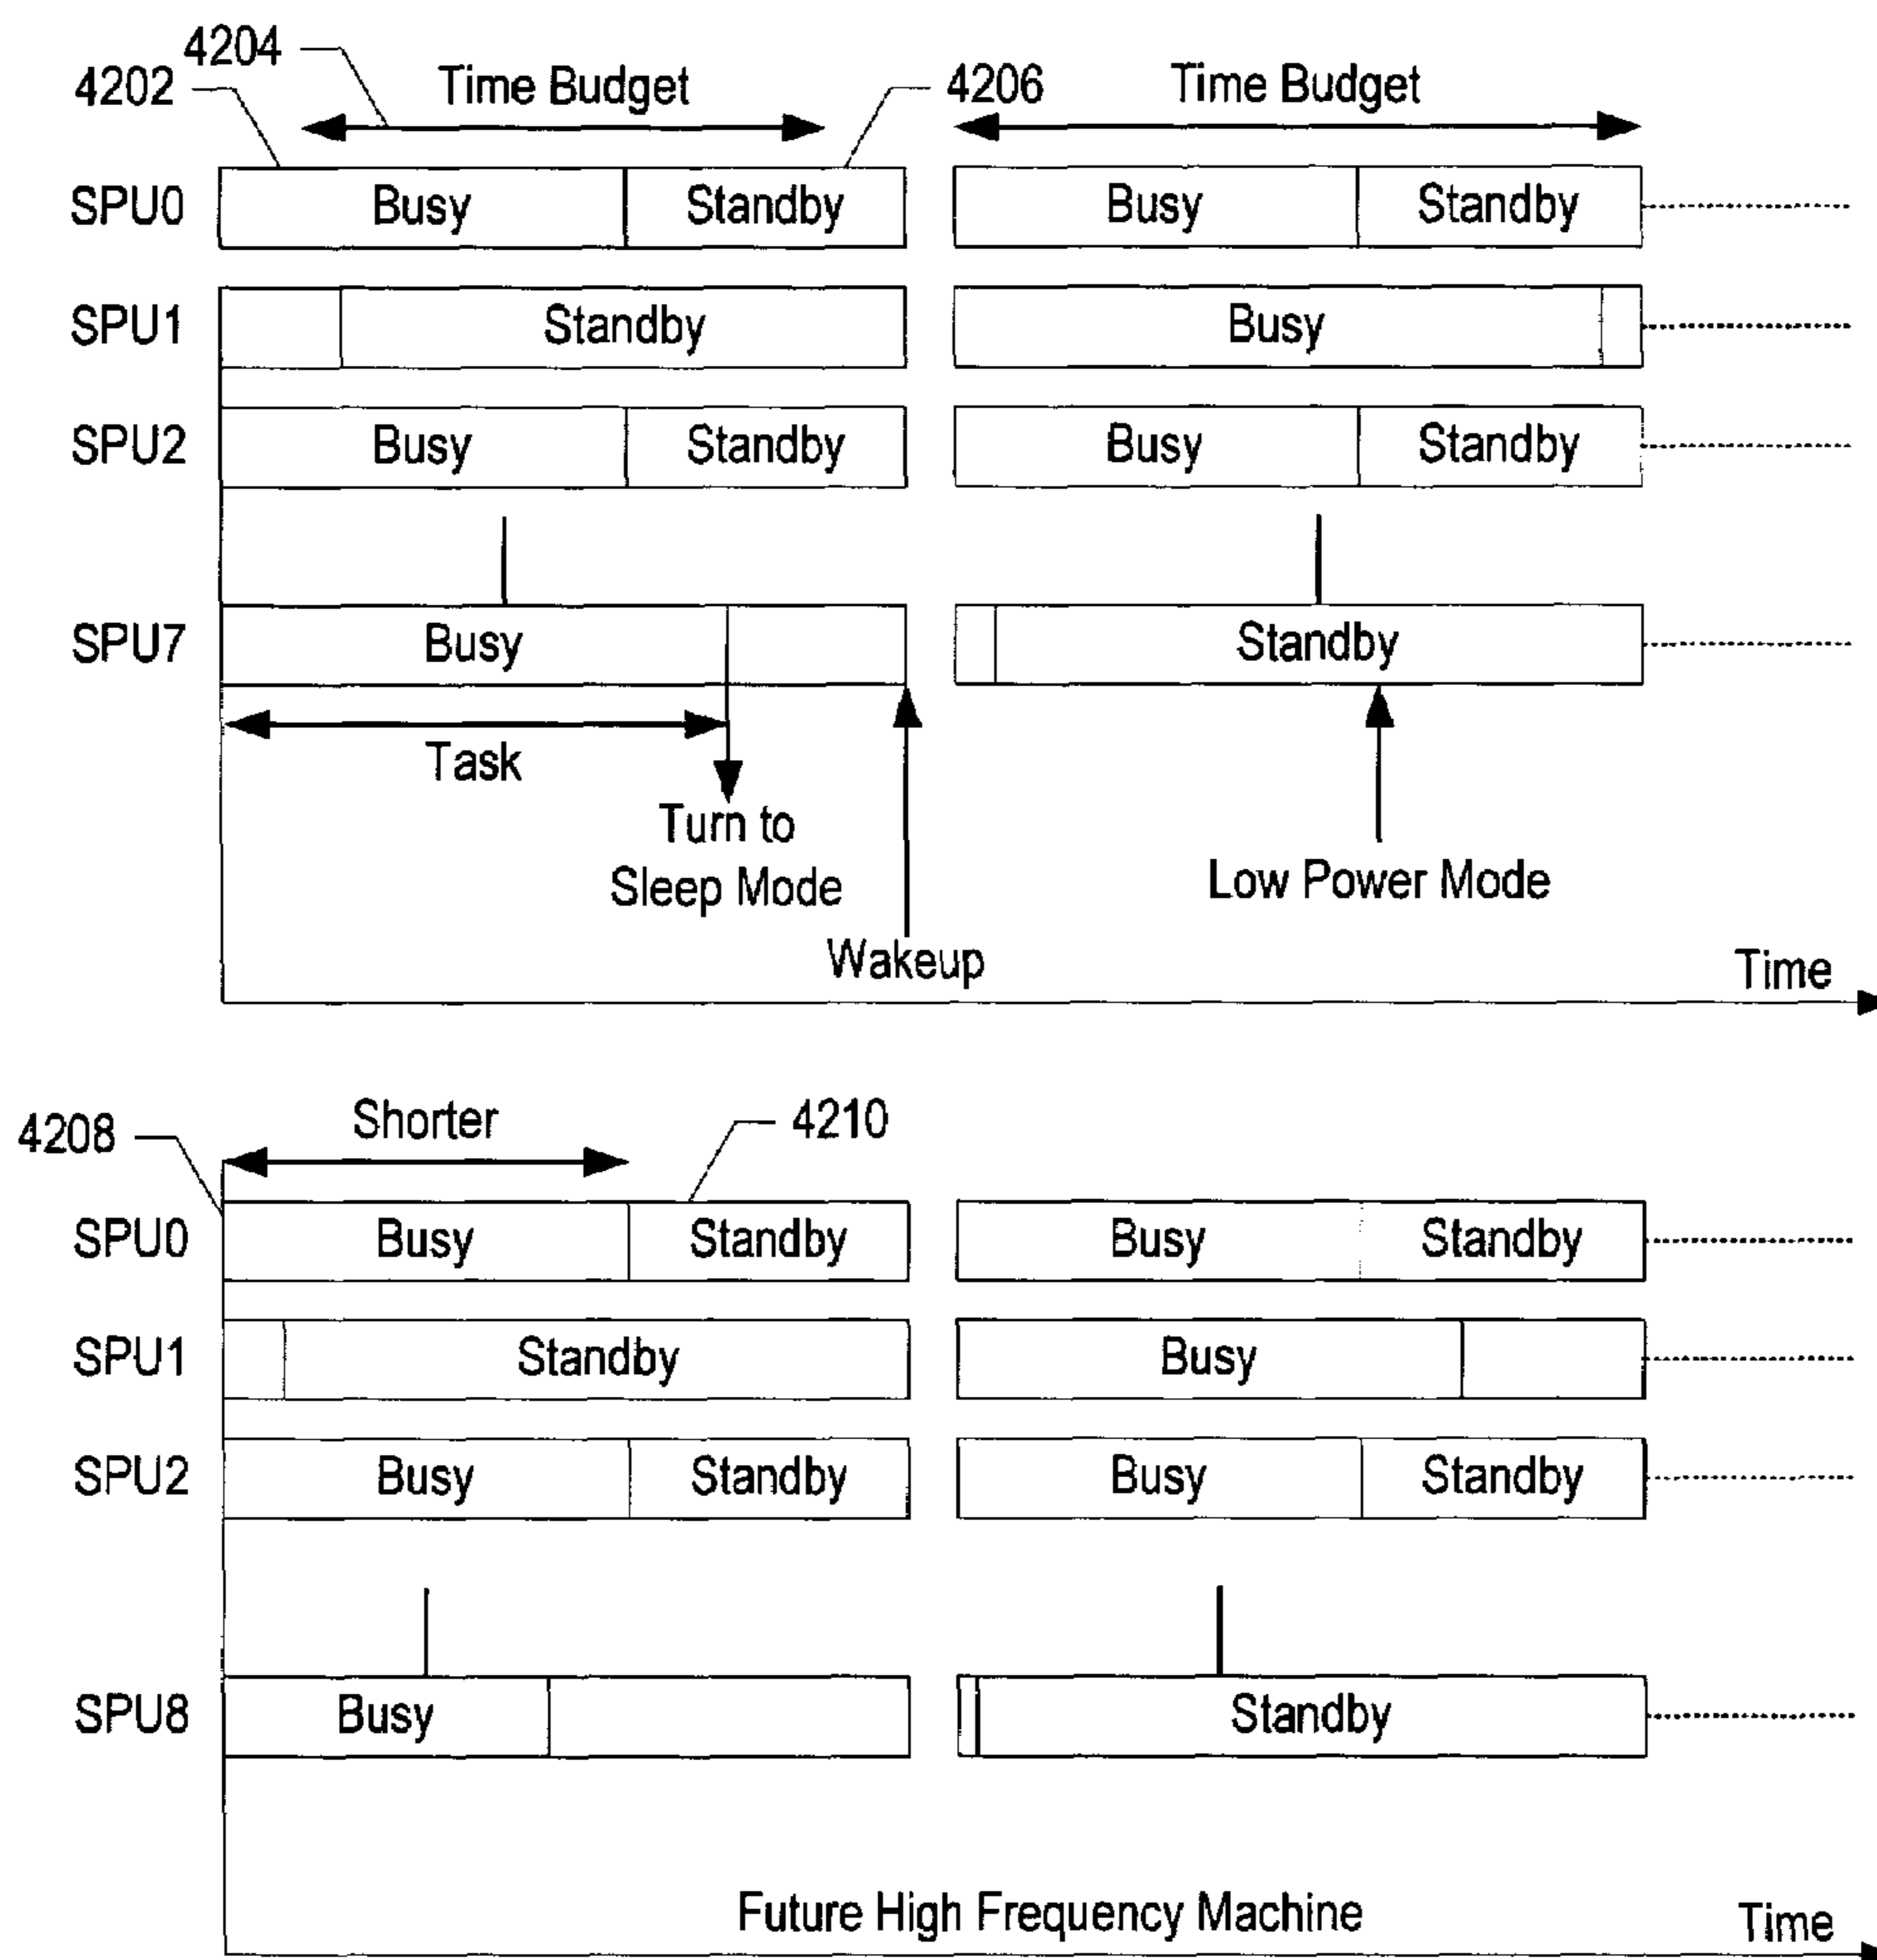 4204
4202
Time Budget
4206
Time Budget
SPU0
Busy
Standby
Busy
Standby
SPU1
Standby
Busy
SPU2
Busy
Standby
Busy
Standby
SPU7
Busy
Standby
Task
Turn to
Sleep Mode
Low Power Mode
Wakeup
Time
4208
Shorter
4210
SPU0
Busy
Standby
Busy
Standby
SPU1
Standby
Busy
SPU2
Busy
Standby
Busy
Standby
SPU8
Busy
Standby
Future High Frequency Machine
Time